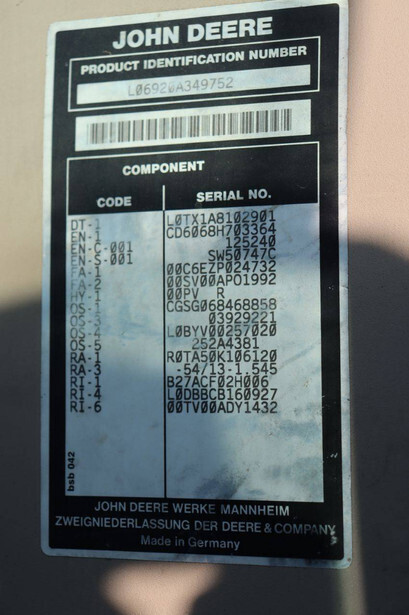 JOHN DEERE
PRODUCT IDENTIFICATION NUMBER
L06920A349752
COMPONENT
CODE SERIAL NO.
DT-1 L0TX1A8102901
EN-1 CD6068H703364
EN-C-001 125240
EN-S-001 SW50747C
FA-1 00C6EZP024732
FA-2 00SV00APO1992
HY-1 00PV R
OS-1 CGSG068468858
OS-3 03929221
OS-4 L0BYV00257020
OS-5 252A4381
RA-1 R0TA50K106120
RA-3 -54/13-1.545
RI-1 B27ACF02H006
RI-4 L0DBBCB160927
RI-6 00TV00ADY1432
bsb 042
JOHN DEERE WERKE MANNHEIM
ZWEIGNIEDERLASSUNG DER DEERE & COMPANY
Made in Germany